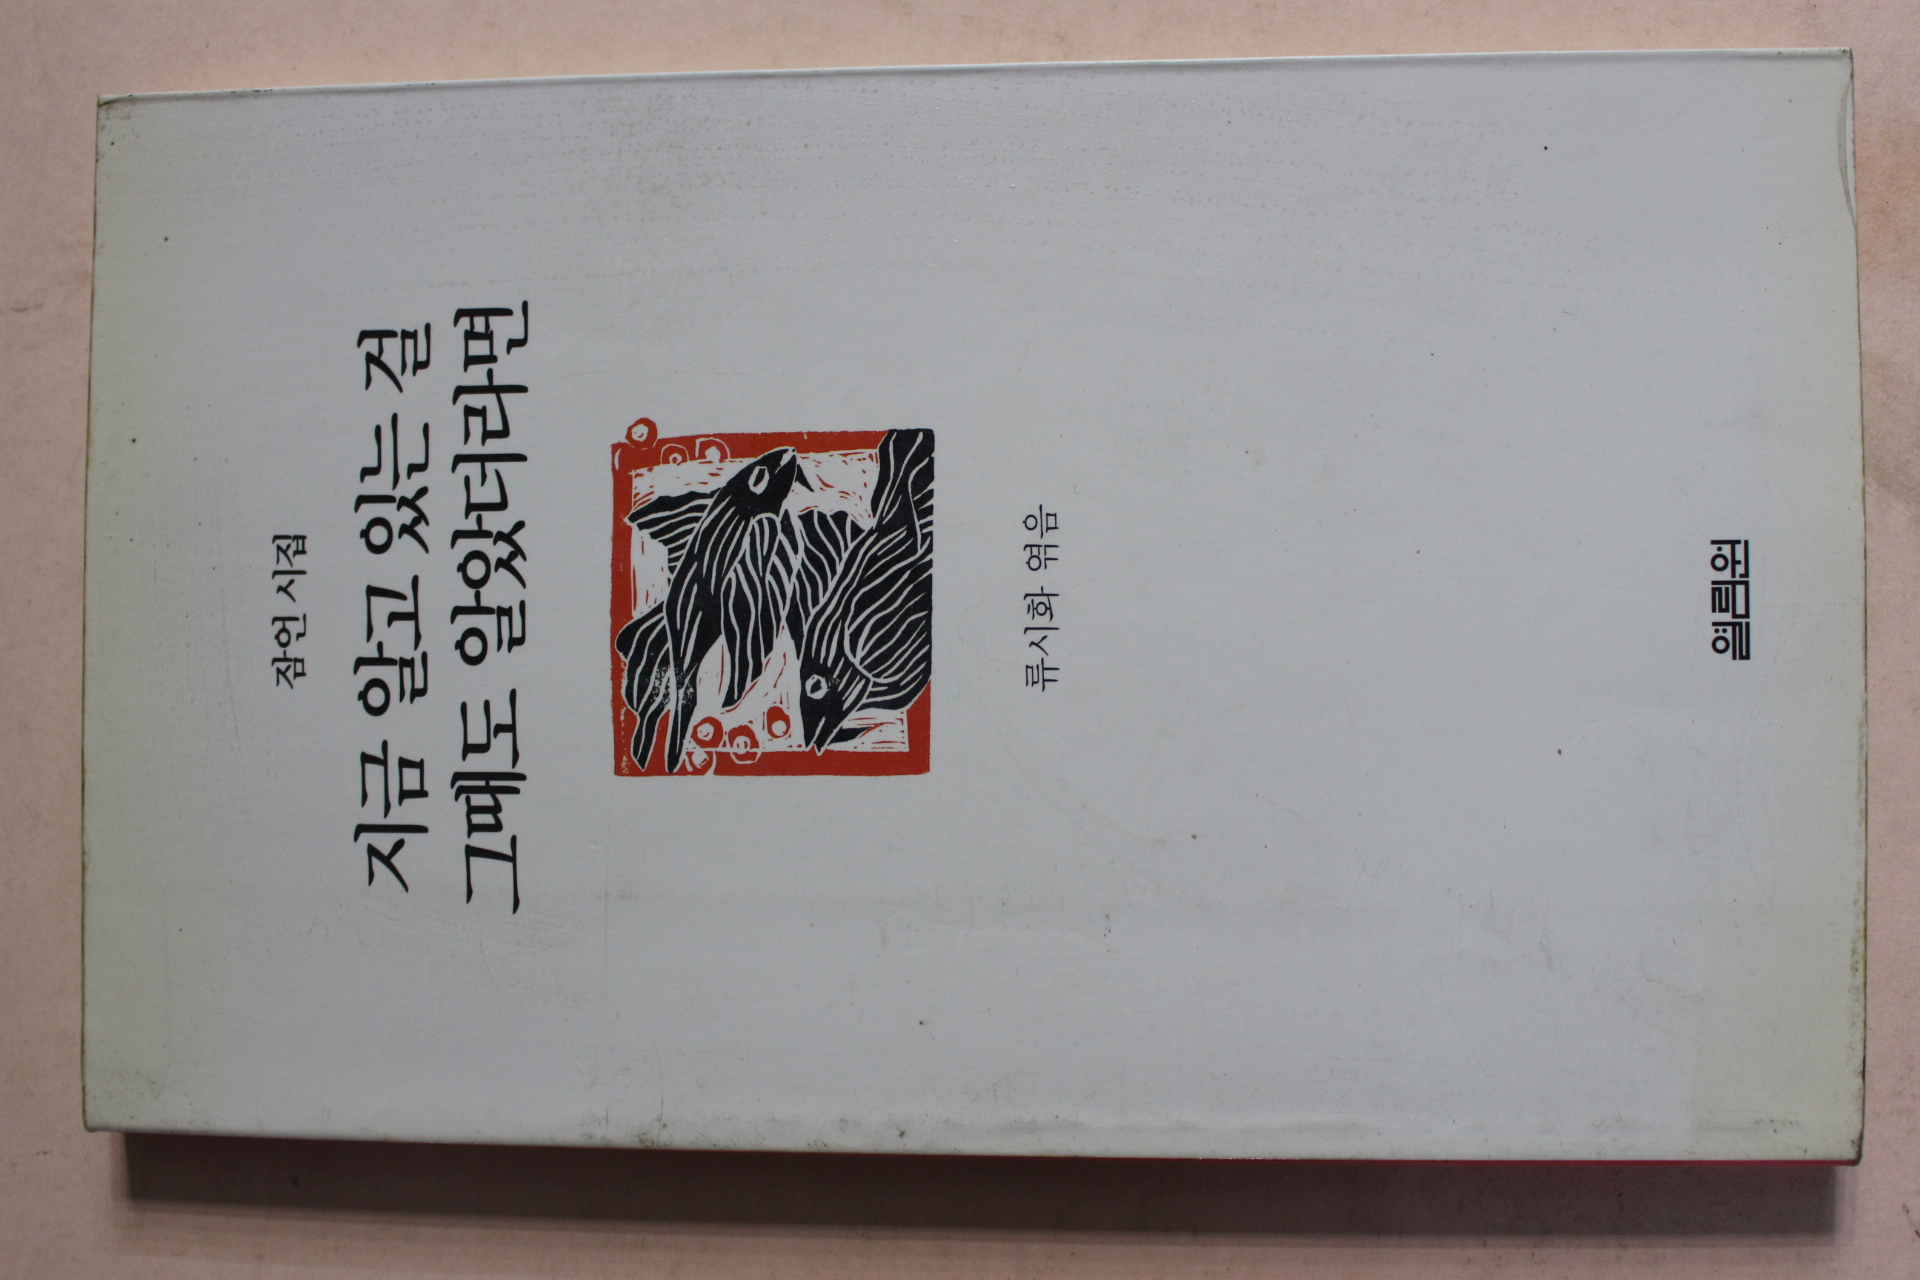 잠언 시집
지금 알고 있는 걸
그때도 알았더라면
류시화 엮음
열림원